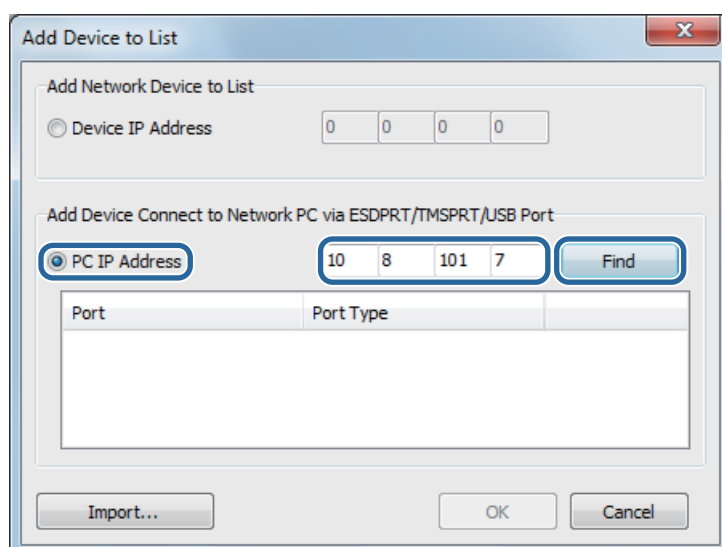 Add Device to List
Add Network Device to List
Device IP Address 0 0 0 0
Add Device Connect to Network PC via ESDPRT/TMSPRT/USB Port
PC IP Address 10 8 101 7 Find
Port Port Type
Import... OK Cancel